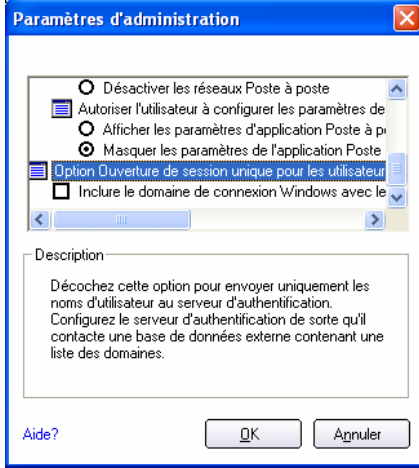 Paramètres d'administration
Désactiver les réseaux Poste à poste
Autoriser l'utilisateur à configurer les paramètres de
Afficher les paramètres d'application Poste à
Masquer les paramètres de l'application Poste
Option Ouverture de session unique pour les utilisateur
Inclure le domaine de connexion Windows avec le
Description
Décochez cette option pour envoyer uniquement les
noms d'utilisateur au serveur d'authentification.
Configurez le serveur d'authentification de sorte qu'il
contacte une base de données externe contenant une
liste des domaines.
Aide?
OK
Annuler